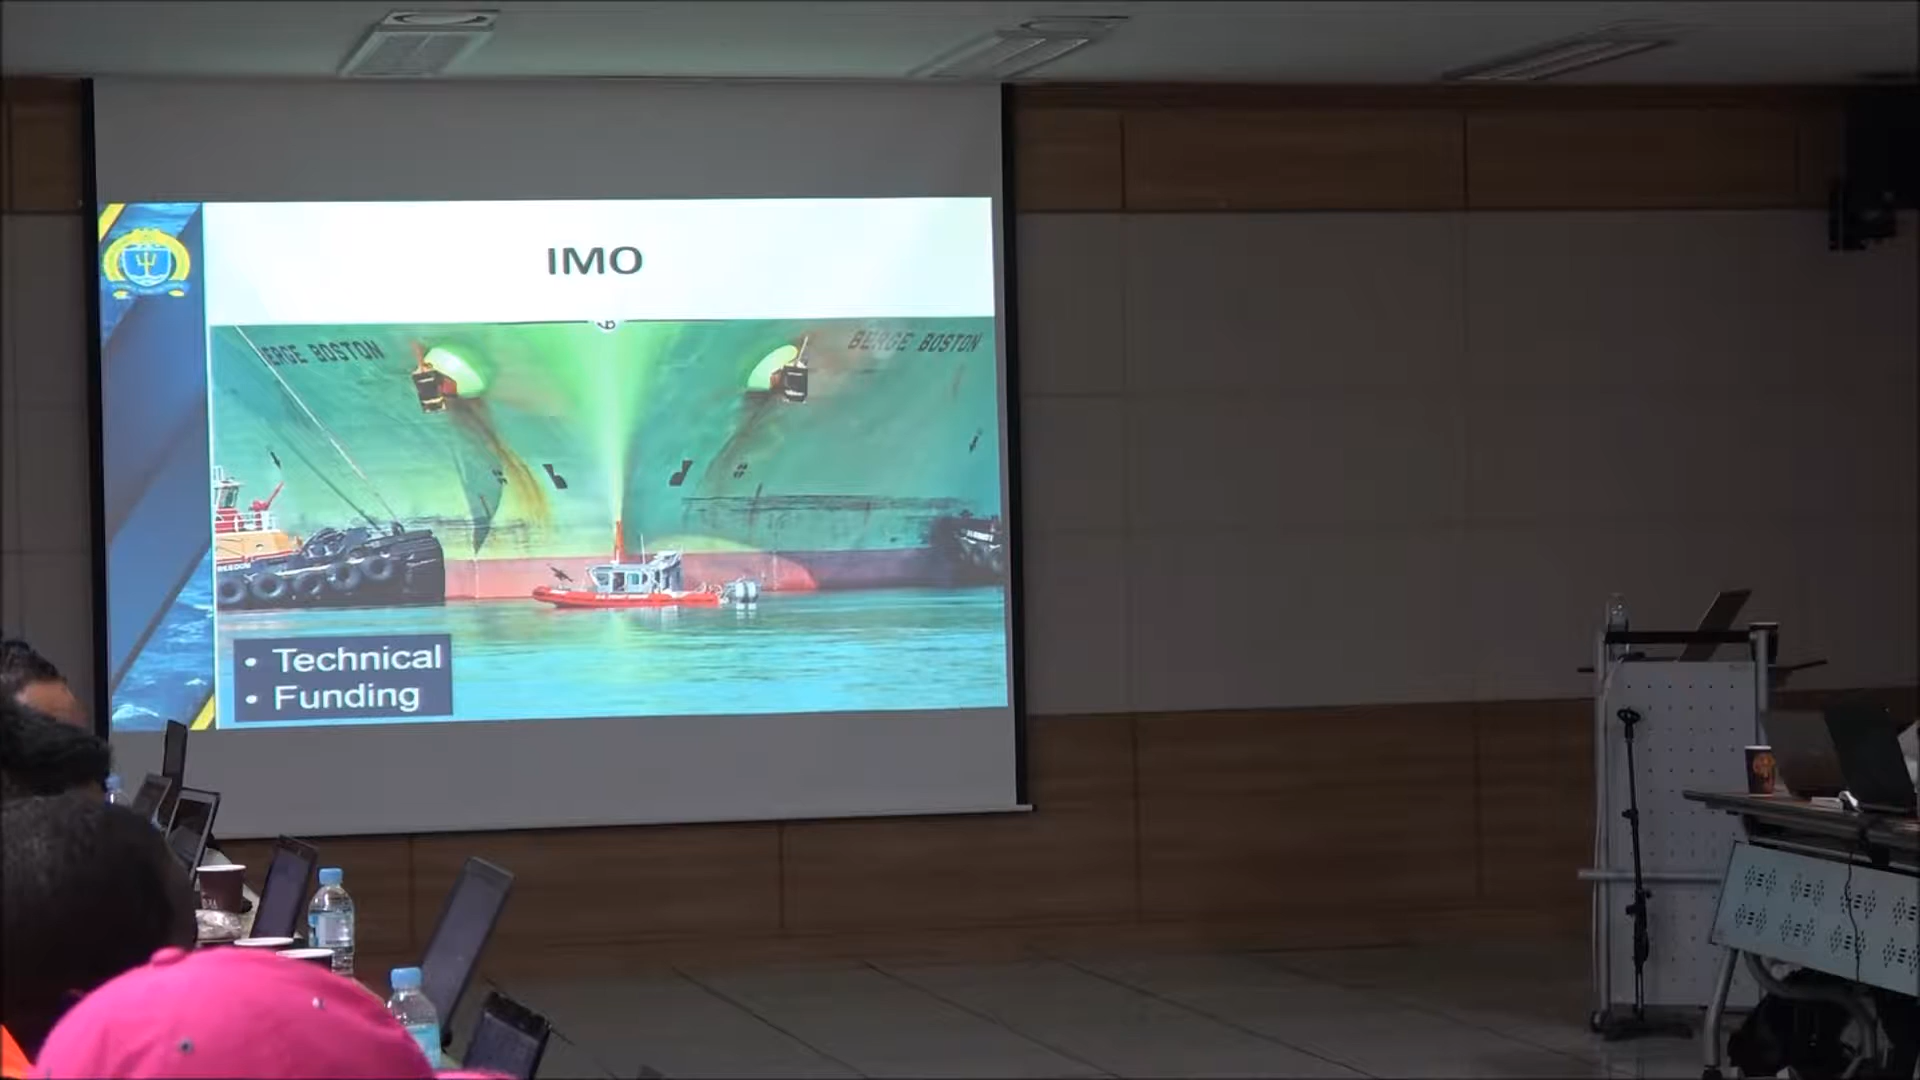 IMO
ERGE BOSTON
BERGE BOSTON
• Technical
• Funding